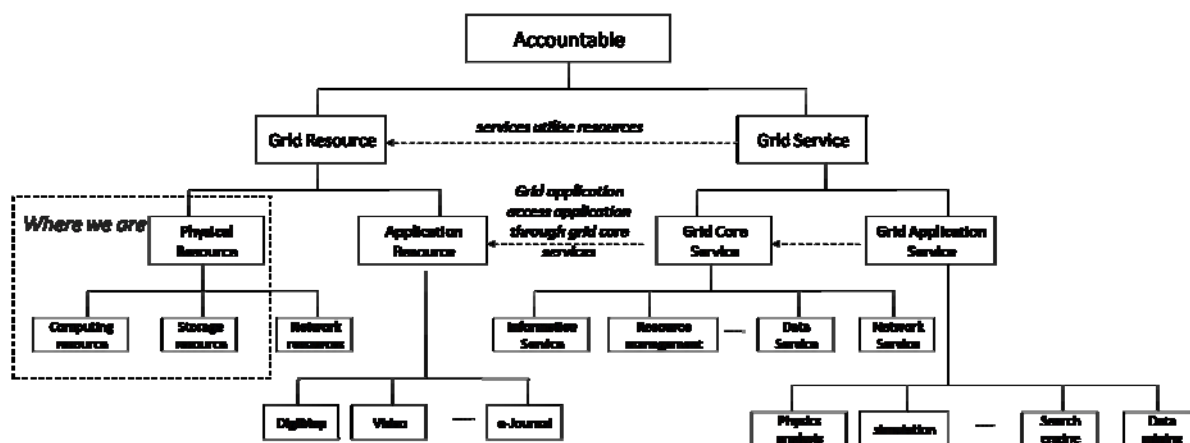 Accountable
Grid Resource
services utilise resources
Grid Service
Where we are
Physical
Resource
Application
Resource
Grid application
access application
through grid core
services
Grid Core
Service
Grid Application
Service
Computing
resource
Storage
resource
Network
resources
Information
Service
Resource
management
Data
Service
Network
Service
DigiMap
Video
e-Journal
Physics
analysis
simulation
Search
engine
Data
mining